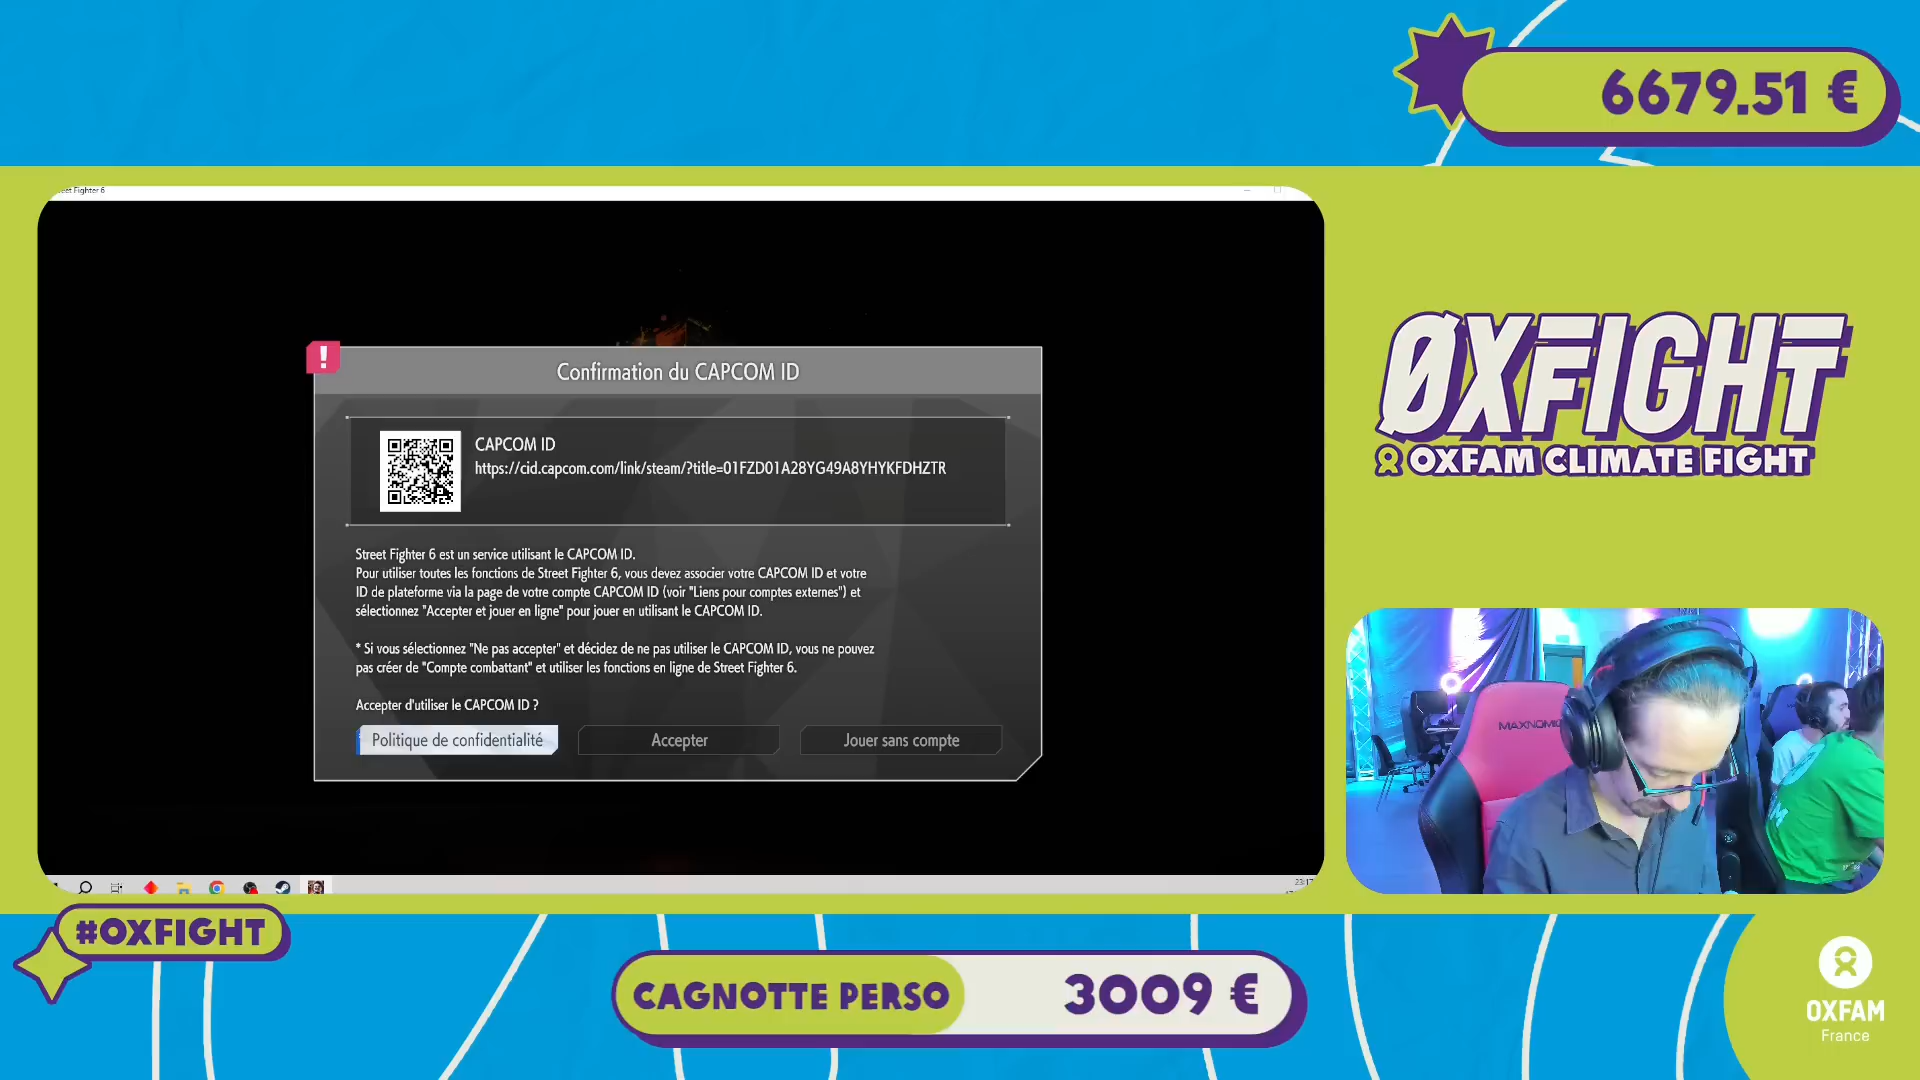 6679.51 €
eet Fighter 6
Confirmation du CAPCOM ID
CAPCOM ID
https://cid.capcom.com/link/steam/?title=01FZD01A28YG49A8YHYKFDHZTR
Street Fighter 6 est un service utilisant le CAPCOM ID.
Pour utiliser toutes les fonctions de Street Fighter 6, vous devez associer votre CAPCOM ID et votre
ID de plateforme via la page de votre compte CAPCOM ID (voir "Liens pour comptes externes") et
sélectionnez "Accepter et jouer en ligne" pour jouer en utilisant le CAPCOM ID.
* Si vous sélectionnez "Ne pas accepter" et décidez de ne pas utiliser le CAPCOM ID, vous ne pouvez
pas créer de "Compte combattant" et utiliser les fonctions en ligne de Street Fighter 6.
Accepter d'utiliser le CAPCOM ID ?
Politique de confidentialité
Accepter
Jouer sans compte
23:17
ØXFIGHT
OXFAM CLIMATE FIGHT
MAXNOMIC
#OXFIGHT
CAGNOTTE PERSO
3009 €
OXFAM
France